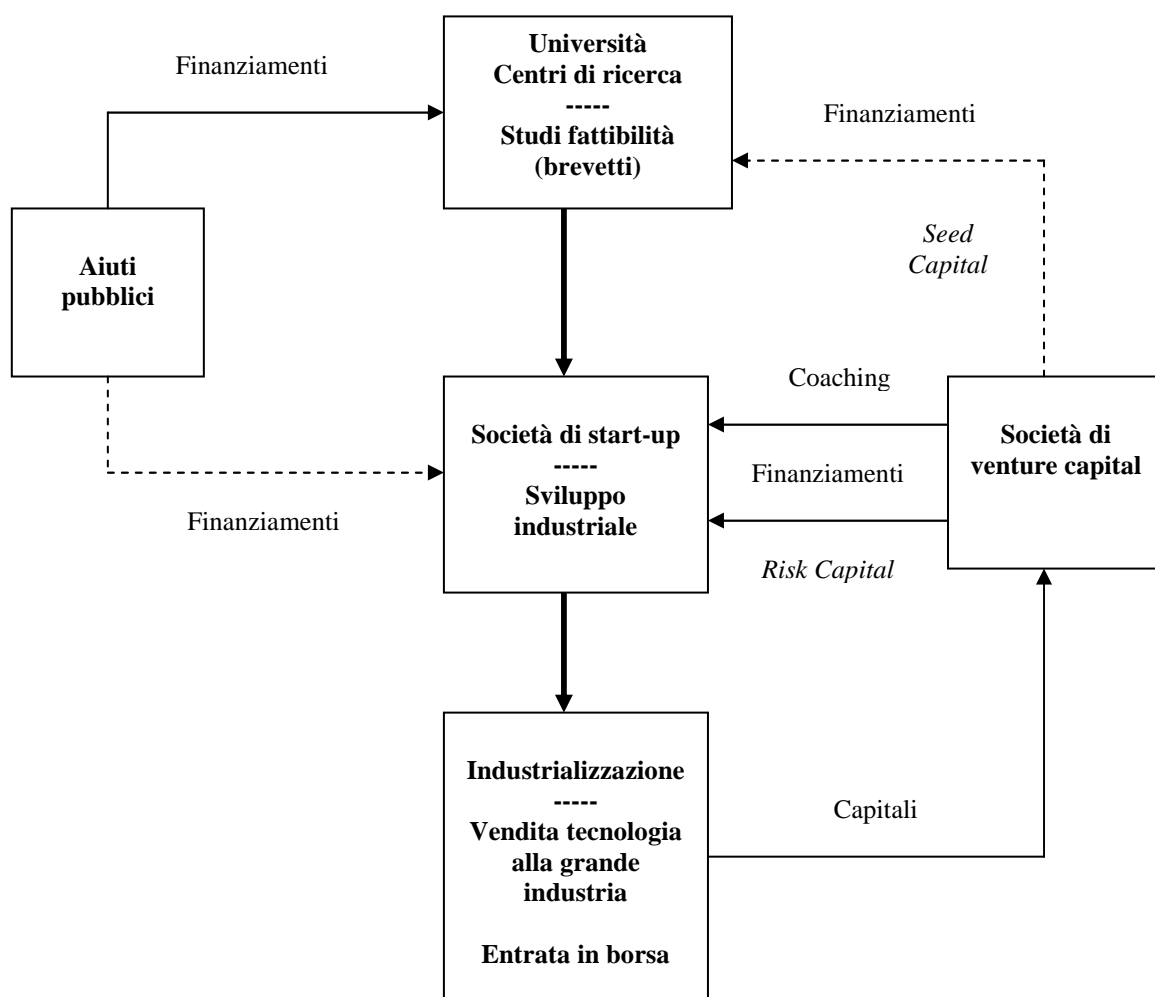 Università
Centri di ricerca
-----
Studi fattibilità
(brevetti)
Finanziamenti
Finanziamenti
Seed
Capital
Aiuti
pubblici
Coaching
Società di start-up
-----
Sviluppo
industriale
Finanziamenti
Società di
venture capital
Finanziamenti
Risk Capital
Industrializzazione
-----
Vendita tecnologia
alla grande
industria
Entrata in borsa
Capitali